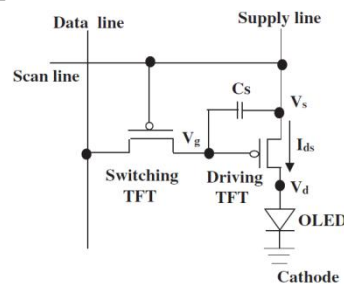 Data line
Supply line
Scan line
Cs
Vs
Vg
Ids
Switching TFT
Driving TFT
Vd
OLED
Cathode